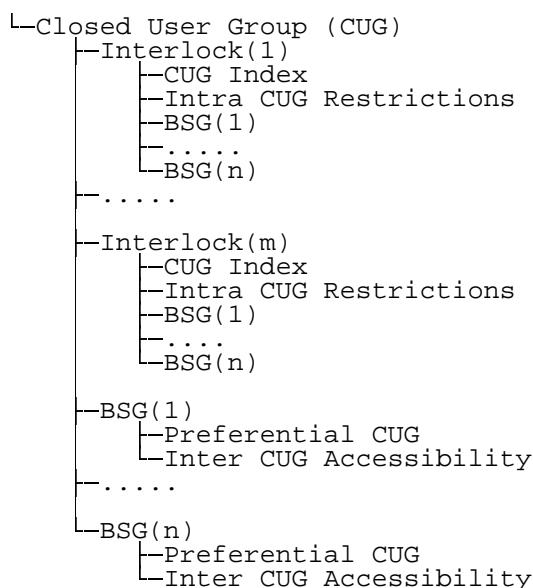 Closed User Group (CUG)
Interlock(1)
CUG Index
Intra CUG Restrictions
BSG(1)
.....
BSG(n)
.....
Interlock(m)
CUG Index
Intra CUG Restrictions
BSG(1)
....
BSG(n)
BSG(1)
Preferential CUG
Inter CUG Accessibility
.....
BSG(n)
Preferential CUG
Inter CUG Accessibility